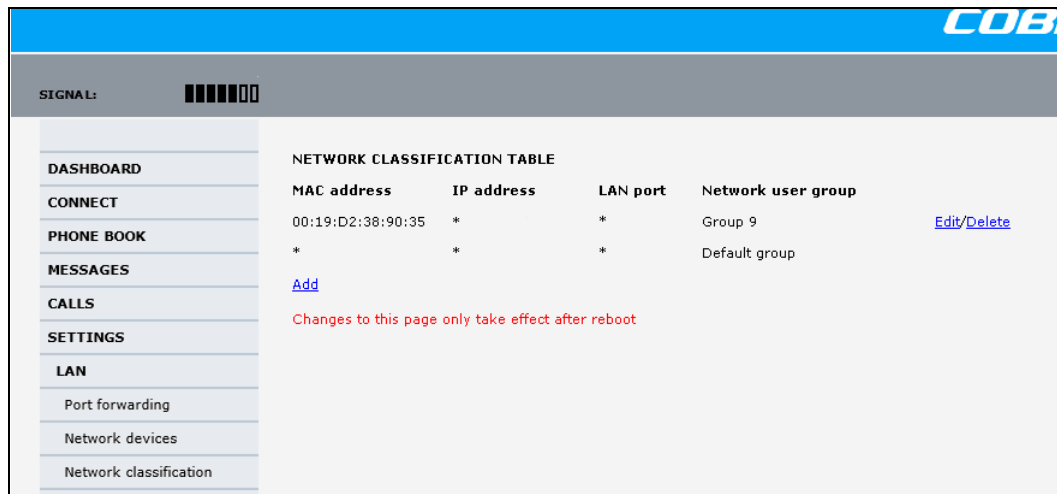 SIGNAL:
DASHBOARD
CONNECT
PHONE BOOK
MESSAGES
CALLS
SETTINGS
LAN
Port forwarding
Network devices
Network classification
NETWORK CLASSIFICATION TABLE
MAC address IP address LAN port Network user group
00:19:D2:38:90:35 * * Group 9 Edit/Delete
* * * Default group
Add
Changes to this page only take effect after reboot